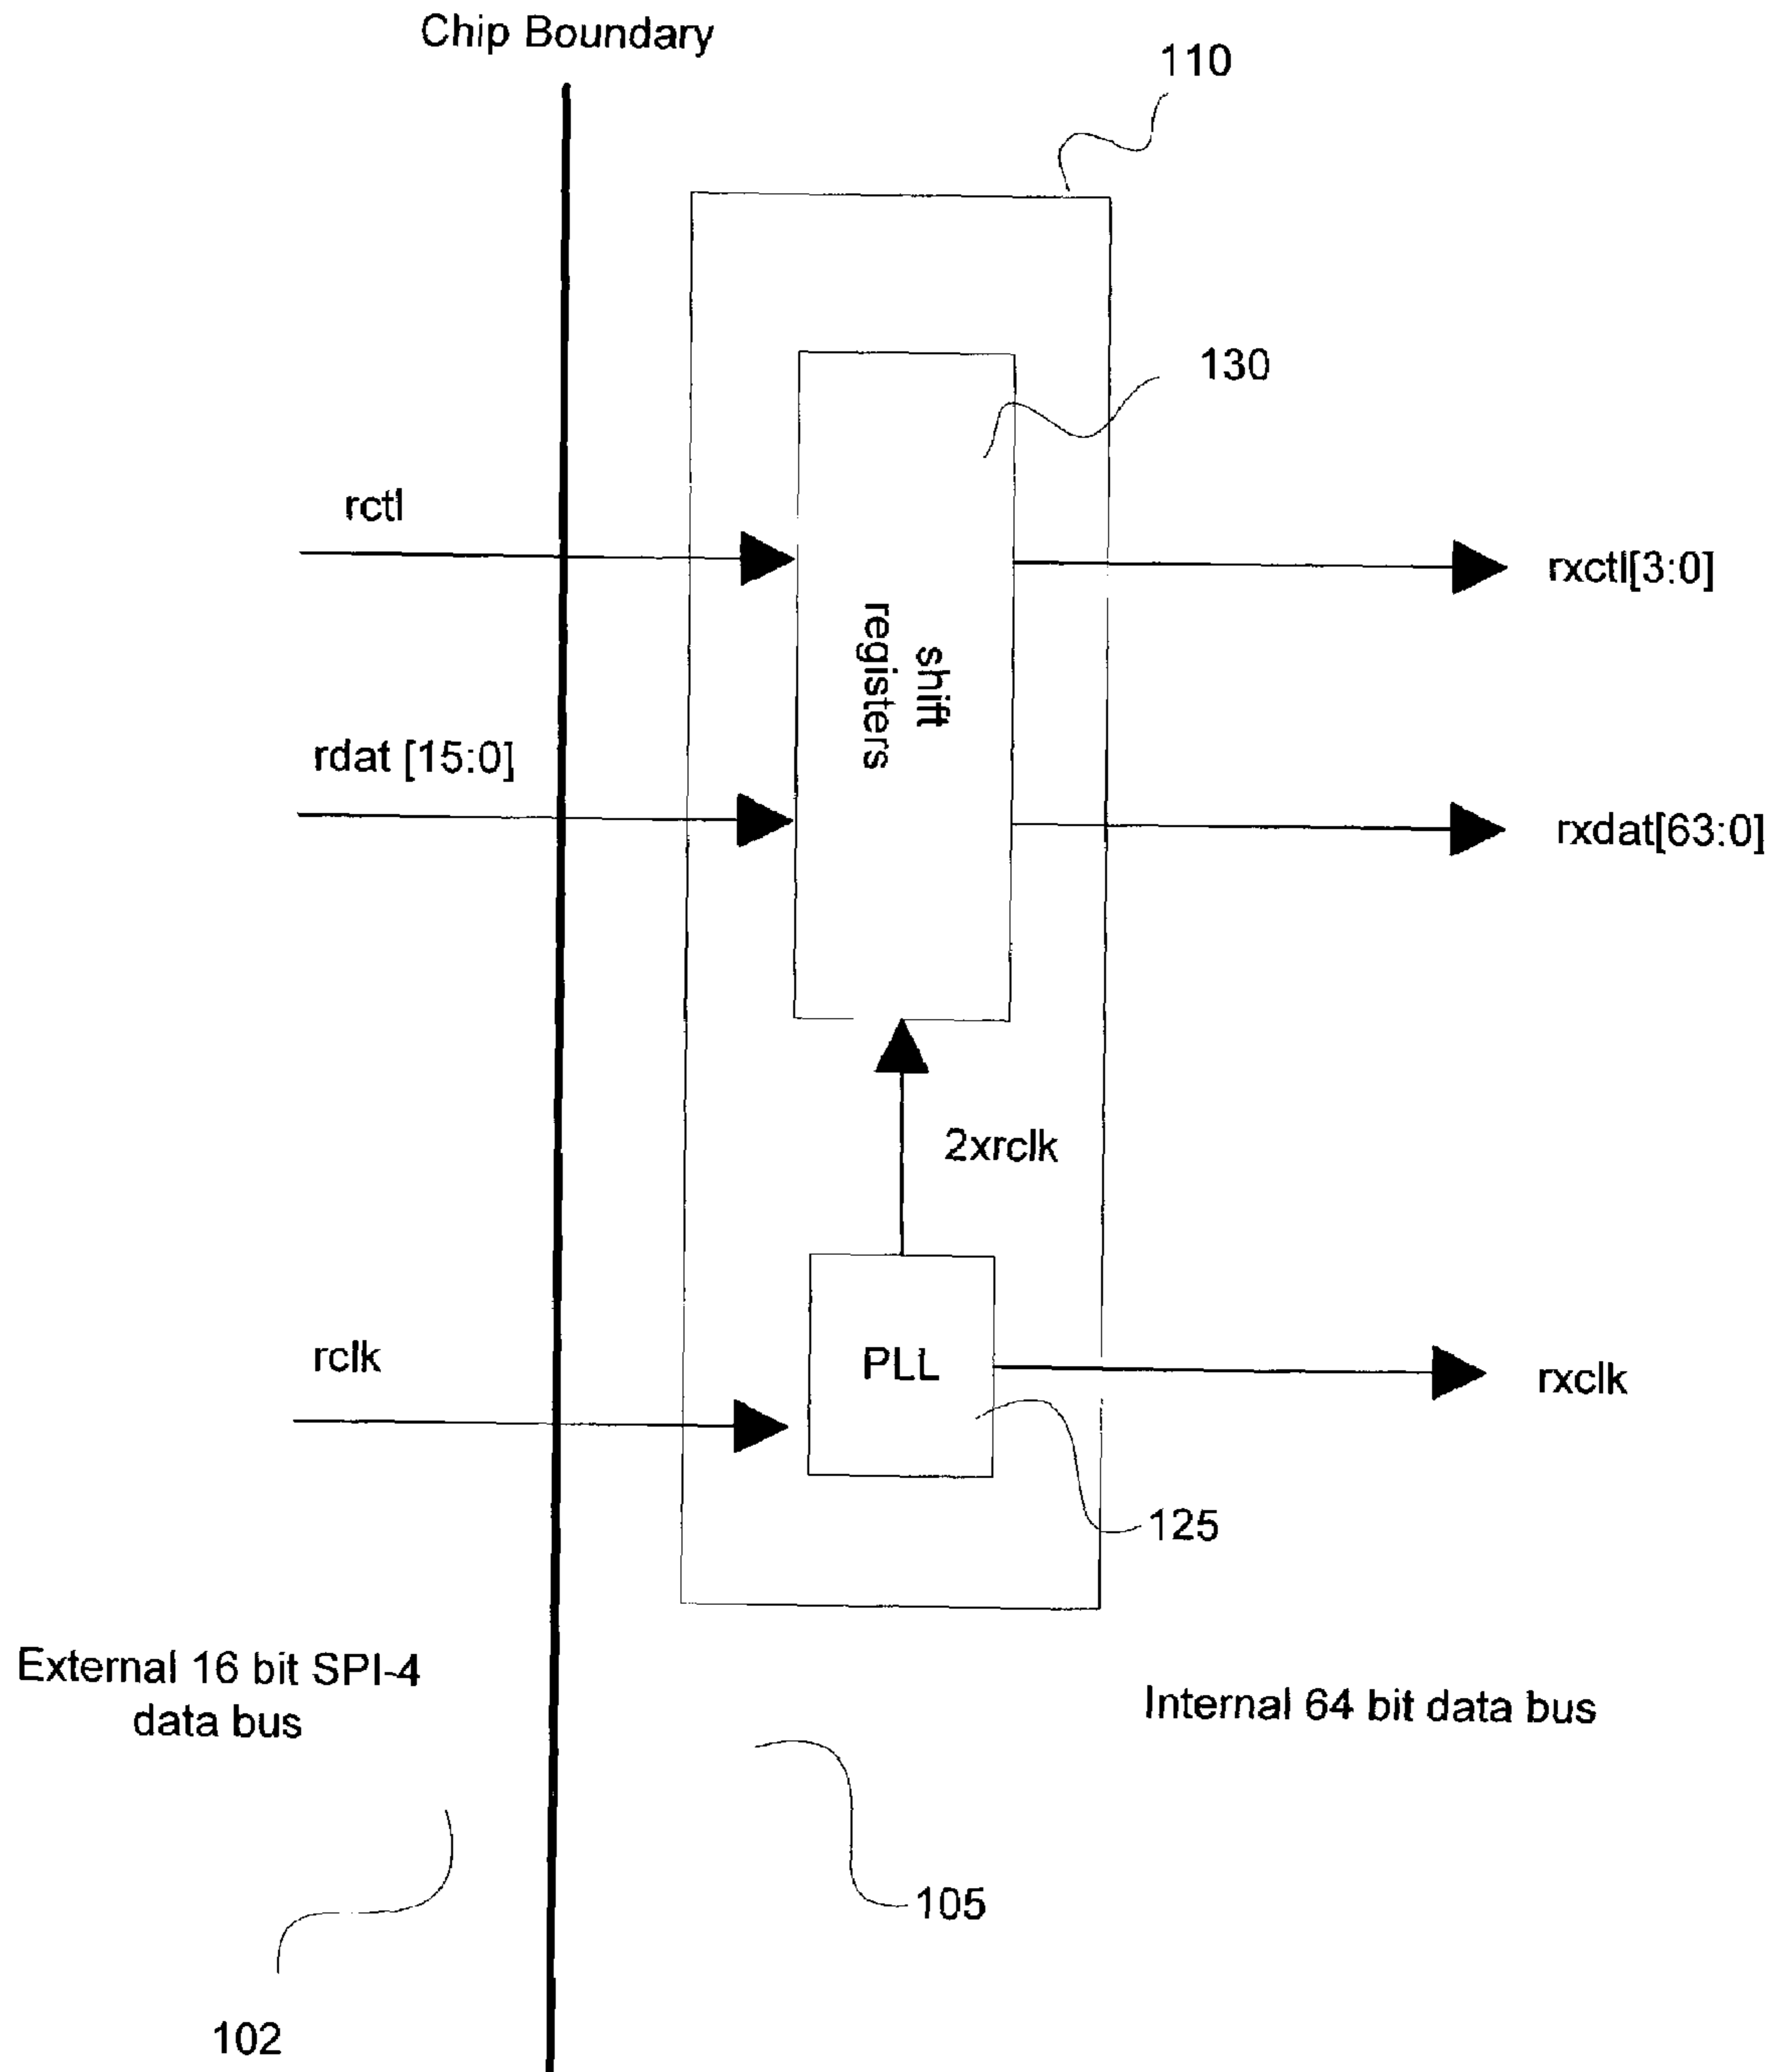 Chip Boundary
110
130
rctl
rxctl[3:0]
shift
registers
rdat [15:0]
rxdat[63:0]
2xrclk
rclk
PLL
rxclk
125
External 16 bit SPI-4
data bus
Internal 64 bit data bus
105
102